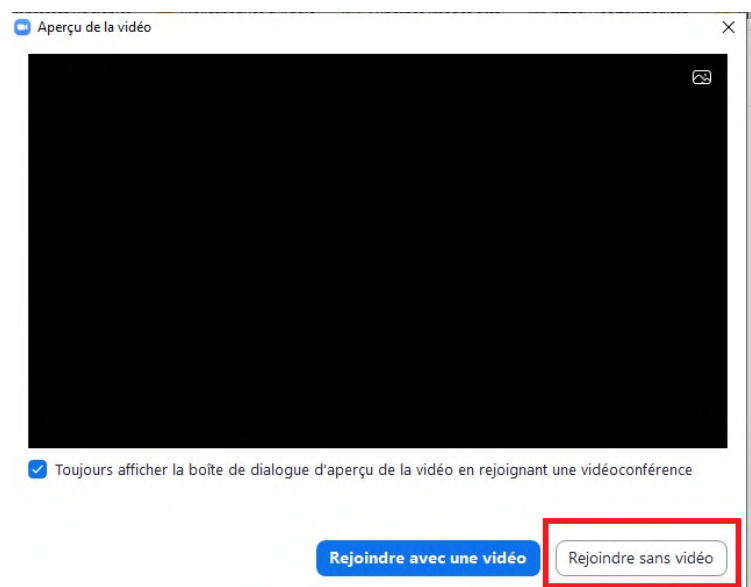 Aperçu de la vidéo
Toujours afficher la boîte de dialogue d'aperçu de la vidéo en rejoignant une vidéoconférence
Rejoindre avec une vidéo
Rejoindre sans vidéo